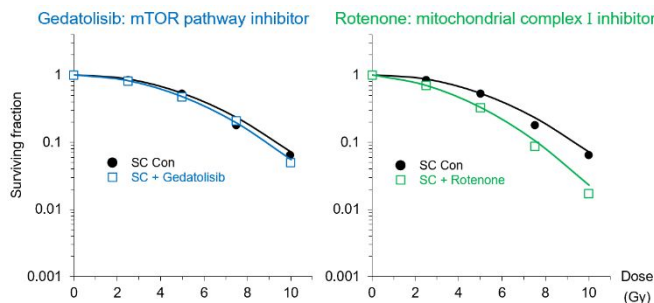 Gedatolisib: mTOR pathway inhibitor
Rotenone: mitochondrial complex I inhibitor
Surviving fraction
1
0.1
0.01
0.001
SC Con
SC + Gedatolisib
0 2 4 6 8 10
1
0.1
0.01
0.001
SC Con
SC + Rotenone
0 2 4 6 8 10
Dose
(Gy)